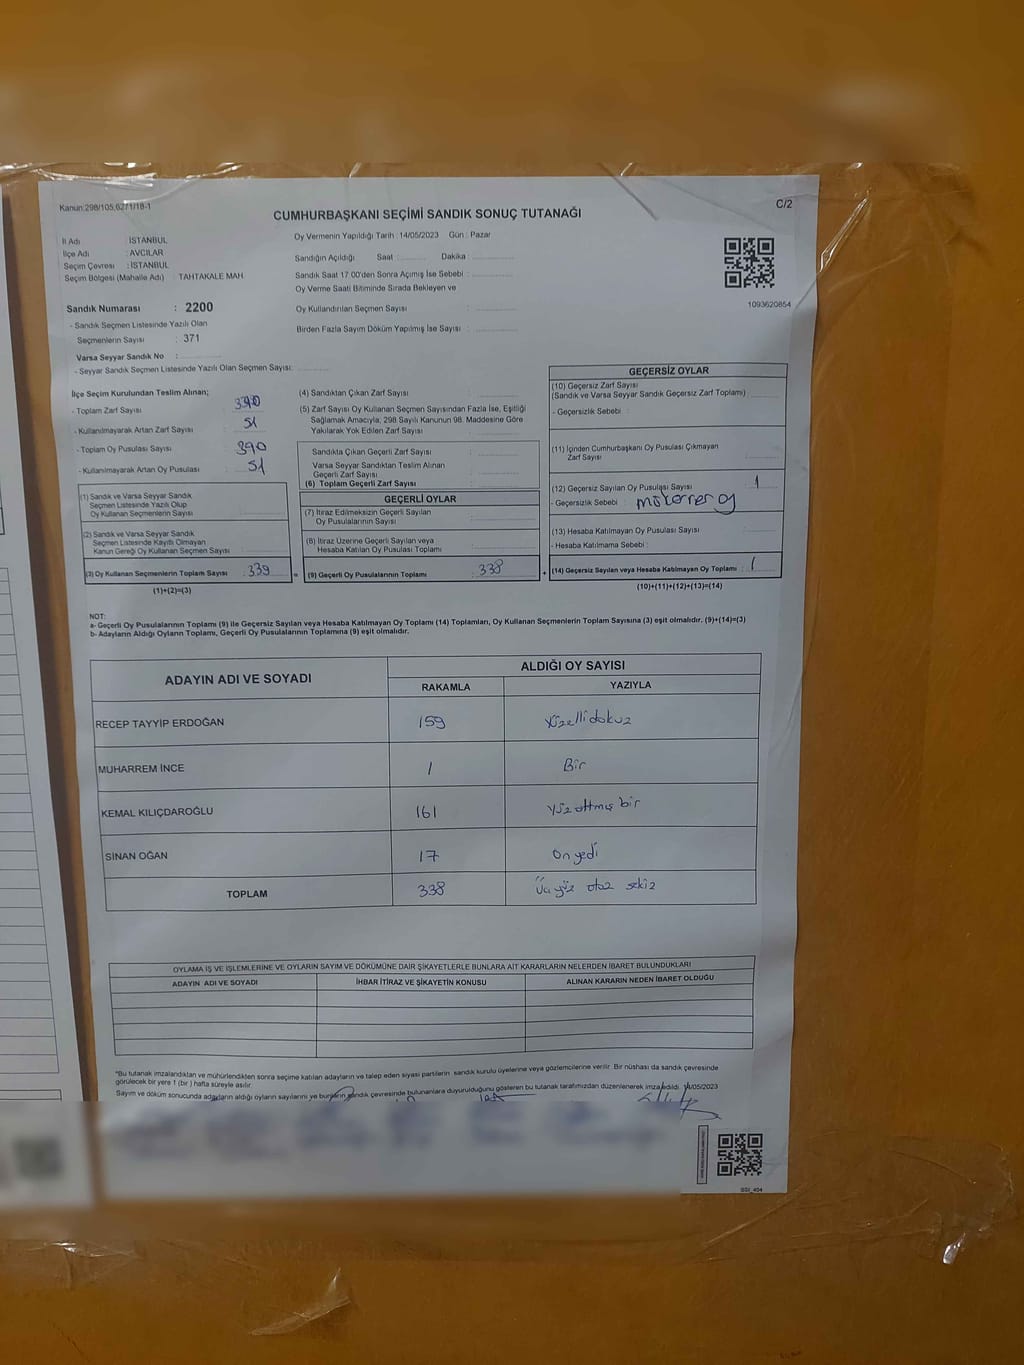 Kanun:298/105,6271/18-1
C/2
CUMHURBAŞKANI SEÇİMİ SANDIK SONUÇ TUTANAĞI
İl Adı : İSTANBUL
İlçe Adı : AVCILAR
Seçim Çevresi : İSTANBUL
Seçim Bölgesi (Mahalle Adı) : TAHTAKALE MAH.
Sandık Numarası : 2200
- Sandık Seçmen Listesinde Yazılı Olan
Seçmenlerin Sayısı : 371
Varsa Seyyar Sandık No :
- Seyyar Sandık Seçmen Listesinde Yazılı Olan Seçmen Sayısı:
Oy Vermenin Yapıldığı Tarih : 14/05/2023 Gün : Pazar
Sandığın Açıldığı Saat : Dakika :
Sandık Saat 17.00'den Sonra Açılmış İse Sebebi :
Oy Verme Saati Bitiminde Sırada Bekleyen ve
Oy Kullandırılan Seçmen Sayısı :
Birden Fazla Sayım Döküm Yapılmış İse Sayısı :
1093620854
İlçe Seçim Kurulundan Teslim Alınan;
- Toplam Zarf Sayısı : 390
- Kullanılmayarak Artan Zarf Sayısı : 51
- Toplam Oy Pusulası Sayısı : 390
- Kullanılmayarak Artan Oy Pusulası : 51
(1) Sandık ve Varsa Seyyar Sandık
Seçmen Listesinde Yazılı Olup
Oy Kullanan Seçmenlerin Sayısı :
(2) Sandık ve Varsa Seyyar Sandık
Seçmen Listesinde Kayıtlı Olmayan
Kanun Gereği Oy Kullanan Seçmen Sayısı :
(3) Oy Kullanan Seçmenlerin Toplam Sayısı : 339
(1)+(2)=(3)
(4) Sandıktan Çıkan Zarf Sayısı :
(5) Zarf Sayısı Oy Kullanan Seçmen Sayısından Fazla İse, Eşitliği
Sağlamak Amacıyla, 298 Sayılı Kanunun 98. Maddesine Göre
Yakılarak Yok Edilen Zarf Sayısı :
Sandıkta Çıkan Geçerli Zarf Sayısı :
Varsa Seyyar Sandıktan Teslim Alınan
Geçerli Zarf Sayısı :
(6) Toplam Geçerli Zarf Sayısı :
GEÇERLİ OYLAR
(7) İtiraz Edilmeksizin Geçerli Sayılan
Oy Pusulalarının Sayısı :
(8) İtiraz Üzerine Geçerli Sayılan veya
Hesaba Katılan Oy Pusulası Toplamı :
= (9) Geçerli Oy Pusulalarının Toplamı : 338 +
GEÇERSİZ OYLAR
(10) Geçersiz Zarf Sayısı
(Sandık ve Varsa Seyyar Sandık Geçersiz Zarf Toplamı) :
- Geçersizlik Sebebi :
(11) İçinden Cumhurbaşkanı Oy Pusulası Çıkmayan
Zarf Sayısı :
(12) Geçersiz Sayılan Oy Pusulası Sayısı : 1
- Geçersizlik Sebebi : mükerrer oy
(13) Hesaba Katılmayan Oy Pusulası Sayısı :
- Hesaba Katılmama Sebebi :
(14) Geçersiz Sayılan veya Hesaba Katılmayan Oy Toplamı : 1
(10)+(11)+(12)+(13)=(14)
NOT:
a- Geçerli Oy Pusulalarının Toplamı (9) ile Geçersiz Sayılan veya Hesaba Katılmayan Oy Toplamı (14) Toplamları, Oy Kullanan Seçmenlerin Toplam Sayısına (3) eşit olmalıdır. (9)+(14)=(3)
b- Adayların Aldığı Oyların Toplamı, Geçerli Oy Pusulalarının Toplamına (9) eşit olmalıdır.
ADAYIN ADI VE SOYADI
ALDIĞI OY SAYISI
RAKAMLA YAZIYLA
RECEP TAYYİP ERDOĞAN 159 Yüzellidokuz
MUHARREM İNCE 1 Bir
KEMAL KILIÇDAROĞLU 161 Yüz altmış bir
SİNAN OĞAN 17 On yedi
TOPLAM 338 Üç yüz otuz sekiz
OYLAMA İŞ VE İŞLEMLERİNE VE OYLARIN SAYIM VE DÖKÜMÜNE DAİR ŞİKAYETLERLE BUNLARA AİT KARARLARIN NELERDEN İBARET BULUNDUKLARI
ADAYIN ADI VE SOYADI İHBAR İTİRAZ VE ŞİKAYETİN KONUSU ALINAN KARARIN NEDEN İBARET OLDUĞU
*Bu tutanak imzalandıktan ve mühürlendikten sonra seçime katılan adayların ve talep eden siyasi partilerin sandık kurulu üyelerine veya gözlemcilerine verilir. Bir nüshası da sandık çevresinde
görülecek bir yere 1 (bir) hafta süreyle asılır.
Sayım ve döküm sonucunda adayların aldığı oyların sayılarını ve bunların sandık çevresinde bulunanlara duyurulduğunu gösteren bu tutanak tarafımızdan düzenlenerek imzalandı.